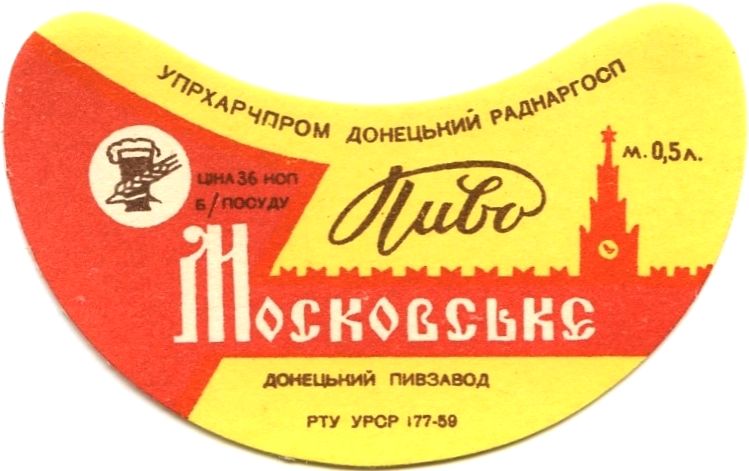 УПРХАРЧПРОМ ДОНЕЦЬКИЙ РАДНАРГОСП
ЦІНА 36 КОП
Б/ПОСУДУ
Пиво
м. 0,5 л.
Московське
ДОНЕЦЬКИЙ ПИВЗАВОД
РТУ УРСР 177-59